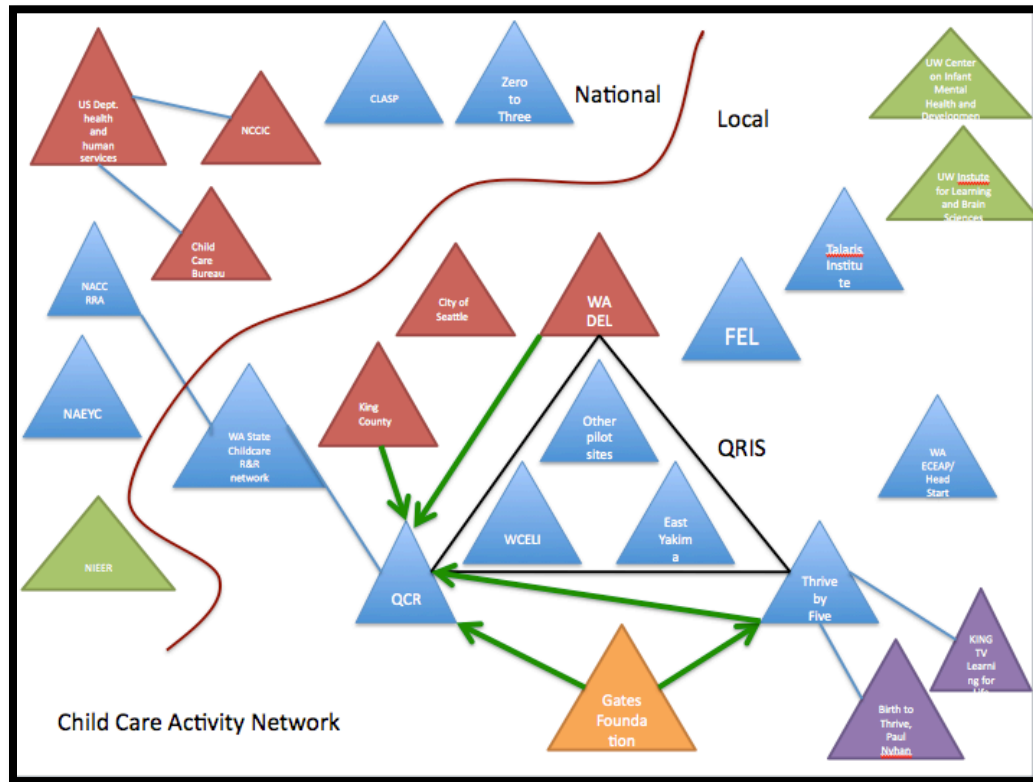 US Dept.
health
and
human
services
NCCIC
CLASP
Zero
to
Three
National
Local
UW Center
on Infant
Mental
Health and
Developmen
UW Instute
for Learning
and Brain
Sciences
Child
Care
Bureau
NACC
RRA
City of
Seattle
WA
DEL
Talaris
Institu
te
FEL
NAEYC
WA State
Childcare
R&R
network
King
County
Other
pilot
sites
QRIS
WA
ECEAP/
Head
Start
WCELI
East
Yakim
a
NIEER
QCR
Thrive
by
Five
KING
TV
Learni
ng for
Life
Gates
Founda
tion
Birth to
Thrive,
Paul
Nyhan
Child Care Activity Network